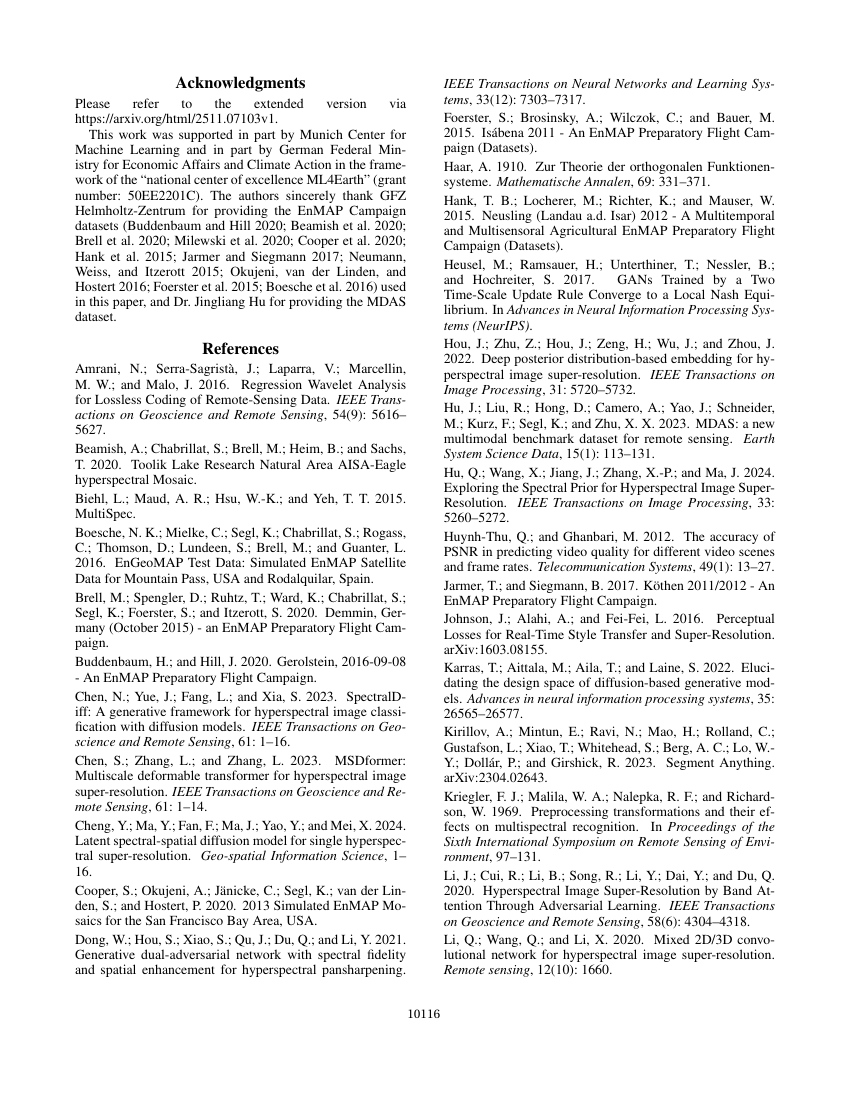 Acknowledgments
Please refer to the extended version via
https://arxiv.org/html/2511.07103v1.
This work was supported in part by Munich Center for
Machine Learning and in part by German Federal Min-
istry for Economic Affairs and Climate Action in the frame-
work of the “national center of excellence ML4Earth” (grant
number: 50EE2201C). The authors sincerely thank GFZ
Helmholtz-Zentrum for providing the EnMAP Campaign
datasets (Buddenbaum and Hill 2020; Beamish et al. 2020;
Brell et al. 2020; Milewski et al. 2020; Cooper et al. 2020;
Hank et al. 2015; Jarmer and Siegmann 2017; Neumann,
Weiss, and Itzerott 2015; Okujeni, van der Linden, and
Hostert 2016; Foerster et al. 2015; Boesche et al. 2016) used
in this paper, and Dr. Jingliang Hu for providing the MDAS
dataset.
References
Amrani, N.; Serra-Sagristà, J.; Laparra, V.; Marcellin,
M. W.; and Malo, J. 2016. Regression Wavelet Analysis
for Lossless Coding of Remote-Sensing Data. IEEE Trans-
actions on Geoscience and Remote Sensing, 54(9): 5616–
5627.
Beamish, A.; Chabrillat, S.; Brell, M.; Heim, B.; and Sachs,
T. 2020. Toolik Lake Research Natural Area AISA-Eagle
hyperspectral Mosaic.
Biehl, L.; Maud, A. R.; Hsu, W.-K.; and Yeh, T. T. 2015.
MultiSpec.
Boesche, N. K.; Mielke, C.; Segl, K.; Chabrillat, S.; Rogass,
C.; Thomson, D.; Lundeen, S.; Brell, M.; and Guanter, L.
2016. EnGeoMAP Test Data: Simulated EnMAP Satellite
Data for Mountain Pass, USA and Rodalquilar, Spain.
Brell, M.; Spengler, D.; Ruhtz, T.; Ward, K.; Chabrillat, S.;
Segl, K.; Foerster, S.; and Itzerott, S. 2020. Demmin, Ger-
many (October 2015) - an EnMAP Preparatory Flight Cam-
paign.
Buddenbaum, H.; and Hill, J. 2020. Gerolstein, 2016-09-08
- An EnMAP Preparatory Flight Campaign.
Chen, N.; Yue, J.; Fang, L.; and Xia, S. 2023. SpectralD-
iff: A generative framework for hyperspectral image classi-
fication with diffusion models. IEEE Transactions on Geo-
science and Remote Sensing, 61: 1–16.
Chen, S.; Zhang, L.; and Zhang, L. 2023. MSDformer:
Multiscale deformable transformer for hyperspectral image
super-resolution. IEEE Transactions on Geoscience and Re-
mote Sensing, 61: 1–14.
Cheng, Y.; Ma, Y.; Fan, F.; Ma, J.; Yao, Y.; and Mei, X. 2024.
Latent spectral-spatial diffusion model for single hyperspec-
tral super-resolution. Geo-spatial Information Science, 1–
16.
Cooper, S.; Okujeni, A.; Jänicke, C.; Segl, K.; van der Lin-
den, S.; and Hostert, P. 2020. 2013 Simulated EnMAP Mo-
saics for the San Francisco Bay Area, USA.
Dong, W.; Hou, S.; Xiao, S.; Qu, J.; Du, Q.; and Li, Y. 2021.
Generative dual-adversarial network with spectral fidelity
and spatial enhancement for hyperspectral pansharpening.
IEEE Transactions on Neural Networks and Learning Sys-
tems, 33(12): 7303–7317.
Foerster, S.; Brosinsky, A.; Wilczok, C.; and Bauer, M.
2015. Isábena 2011 - An EnMAP Preparatory Flight Cam-
paign (Datasets).
Haar, A. 1910. Zur Theorie der orthogonalen Funktionen-
systeme. Mathematische Annalen, 69: 331–371.
Hank, T. B.; Locherer, M.; Richter, K.; and Mauser, W.
2015. Neusling (Landau a.d. Isar) 2012 - A Multitemporal
and Multisensoral Agricultural EnMAP Preparatory Flight
Campaign (Datasets).
Heusel, M.; Ramsauer, H.; Unterthiner, T.; Nessler, B.;
and Hochreiter, S. 2017. GANs Trained by a Two
Time-Scale Update Rule Converge to a Local Nash Equi-
librium. In Advances in Neural Information Processing Sys-
tems (NeurIPS).
Hou, J.; Zhu, Z.; Hou, J.; Zeng, H.; Wu, J.; and Zhou, J.
2022. Deep posterior distribution-based embedding for hy-
perspectral image super-resolution. IEEE Transactions on
Image Processing, 31: 5720–5732.
Hu, J.; Liu, R.; Hong, D.; Camero, A.; Yao, J.; Schneider,
M.; Kurz, F.; Segl, K.; and Zhu, X. X. 2023. MDAS: a new
multimodal benchmark dataset for remote sensing. Earth
System Science Data, 15(1): 113–131.
Hu, Q.; Wang, X.; Jiang, J.; Zhang, X.-P.; and Ma, J. 2024.
Exploring the Spectral Prior for Hyperspectral Image Super-
Resolution. IEEE Transactions on Image Processing, 33:
5260–5272.
Huynh-Thu, Q.; and Ghanbari, M. 2012. The accuracy of
PSNR in predicting video quality for different video scenes
and frame rates. Telecommunication Systems, 49(1): 13–27.
Jarmer, T.; and Siegmann, B. 2017. Köthen 2011/2012 - An
EnMAP Preparatory Flight Campaign.
Johnson, J.; Alahi, A.; and Fei-Fei, L. 2016. Perceptual
Losses for Real-Time Style Transfer and Super-Resolution.
arXiv:1603.08155.
Karras, T.; Aittala, M.; Aila, T.; and Laine, S. 2022. Eluci-
dating the design space of diffusion-based generative mod-
els. Advances in neural information processing systems, 35:
26565–26577.
Kirillov, A.; Mintun, E.; Ravi, N.; Mao, H.; Rolland, C.;
Gustafson, L.; Xiao, T.; Whitehead, S.; Berg, A. C.; Lo, W.-
Y.; Dollár, P.; and Girshick, R. 2023. Segment Anything.
arXiv:2304.02643.
Kriegler, F. J.; Malila, W. A.; Nalepka, R. F.; and Richard-
son, W. 1969. Preprocessing transformations and their ef-
fects on multispectral recognition. In Proceedings of the
Sixth International Symposium on Remote Sensing of Envi-
ronment, 97–131.
Li, J.; Cui, R.; Li, B.; Song, R.; Li, Y.; Dai, Y.; and Du, Q.
2020. Hyperspectral Image Super-Resolution by Band At-
tention Through Adversarial Learning. IEEE Transactions
on Geoscience and Remote Sensing, 58(6): 4304–4318.
Li, Q.; Wang, Q.; and Li, X. 2020. Mixed 2D/3D convo-
lutional network for hyperspectral image super-resolution.
Remote sensing, 12(10): 1660.
10116